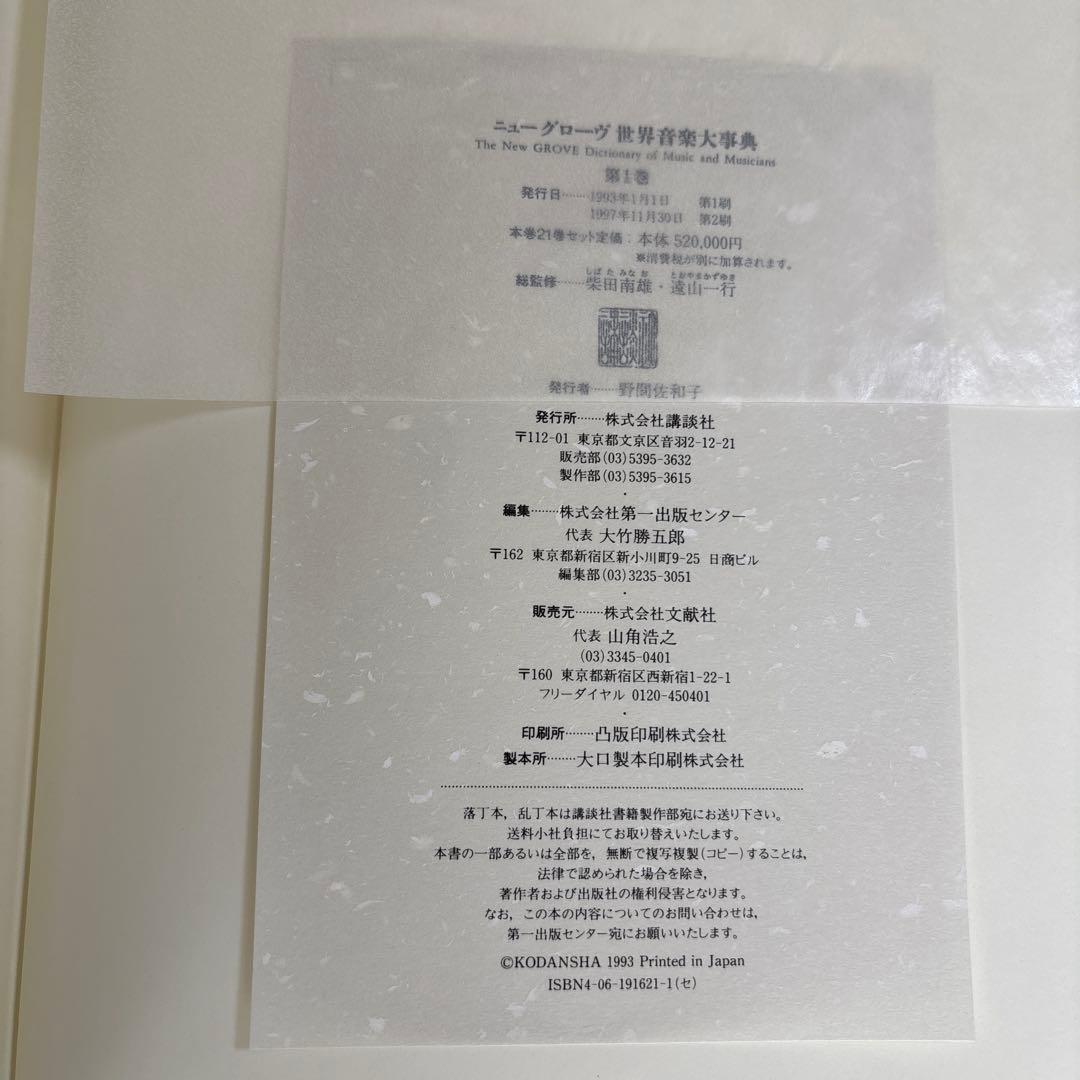 ニューグローヴ 世界音楽大事典
The New GROVE Dictionary of Music and Musicians
第1巻
発行日……1993年1月1日 第1刷
1997年11月30日 第2刷
本巻21巻セット定価：本体 520,000円
※消費税が別に加算されます。
しばたみなお とおやまかずゆき
総監修……柴田南雄・遠山一行
発行者……野間佐和子
発行所……株式会社講談社
〒112-01 東京都文京区音羽2-12-21
販売部(03)5395-3632
製作部(03)5395-3615
・
編集……株式会社第一出版センター
代表 大竹勝五郎
〒162 東京都新宿区新小川町9-25 日商ビル
編集部(03)3235-3051
・
販売元……株式会社文献社
代表 山角浩之
(03)3345-0401
〒160 東京都新宿区西新宿1-22-1
フリーダイヤル 0120-450401
・
印刷所……凸版印刷株式会社
製本所……大口製本印刷株式会社
落丁本，乱丁本は講談社書籍製作部宛にお送り下さい。
送料小社負担にてお取り替えいたします。
本書の一部あるいは全部を，無断で複写複製(コピー)することは，
法律で認められた場合を除き，
著作者および出版社の権利侵害となります。
なお，この本の内容についてのお問い合わせは，
第一出版センター宛にお願いいたします。
©KODANSHA 1993 Printed in Japan
ISBN4-06-191621-1(セ)